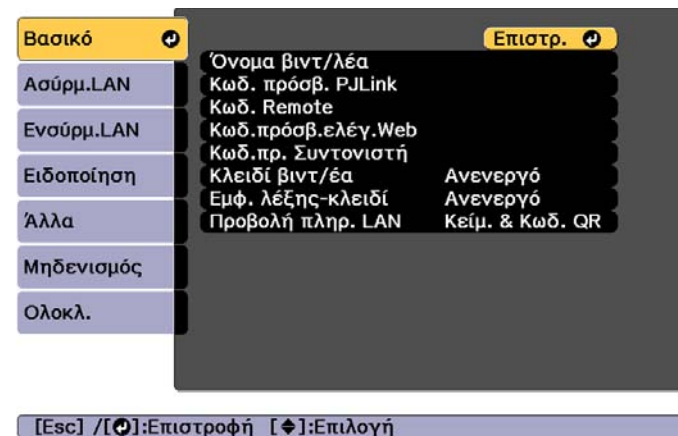 Βασικό
Ασύρμ.LAN
Ενσύρμ.LAN
Ειδοποίηση
Άλλα
Μηδενισμός
Ολοκλ.
Επιστρ.
Όνομα βιντ/λέα
Κωδ. πρόσβ. PJLink
Κωδ. Remote
Κωδ.πρόσβ.ελέγ.Web
Κωδ.πρ. Συντονιστή
Κλειδί βιντ/έα Ανενεργό
Εμφ. λέξης-κλειδί Ανενεργό
Προβολή πληρ. LAN Κείμ. & Κωδ. QR
[Esc] /[]:Επιστροφή []:Επιλογή